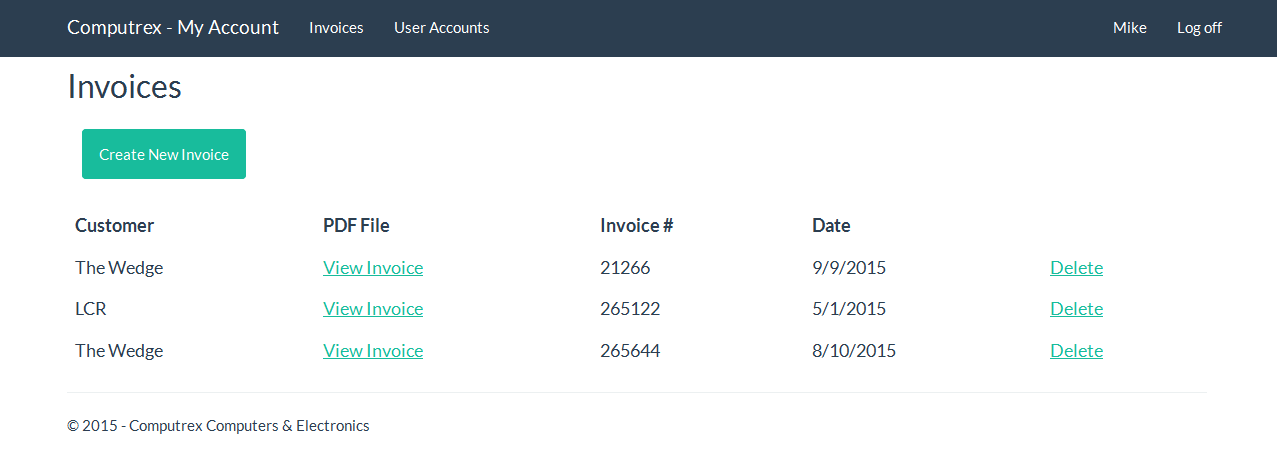 Computrex - My Account Invoices User Accounts Mike Log off
Invoices
Create New Invoice
Customer PDF File Invoice # Date
The Wedge View Invoice 21266 9/9/2015 Delete
LCR View Invoice 265122 5/1/2015 Delete
The Wedge View Invoice 265644 8/10/2015 Delete
© 2015 - Computrex Computers & Electronics